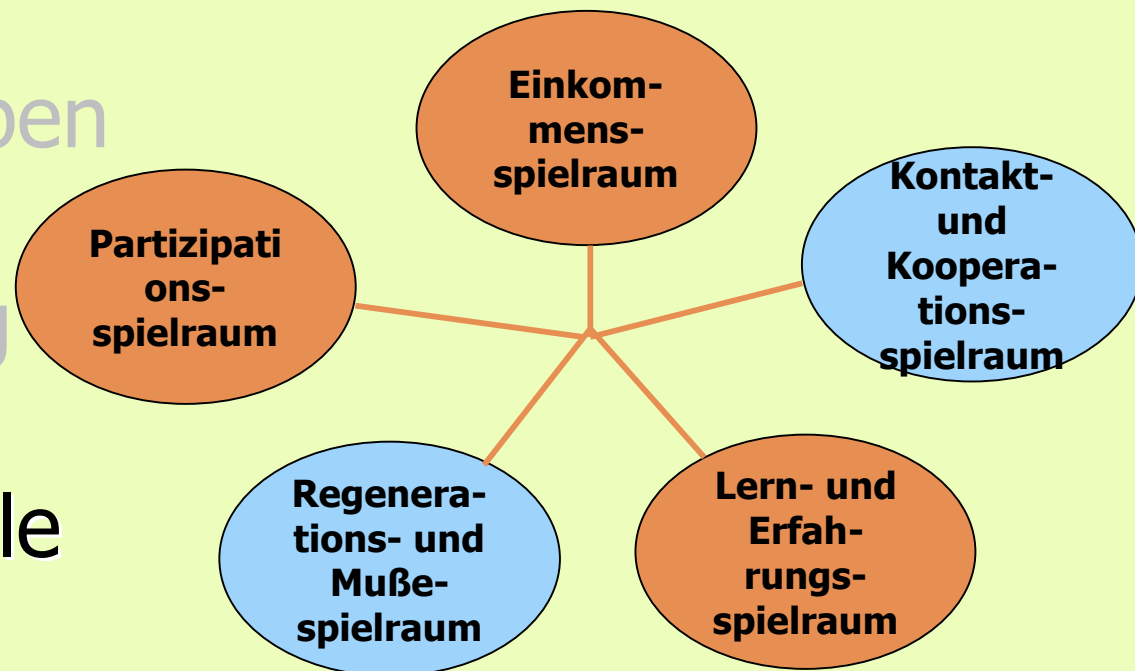 Einkom-
mens-
spielraum
Kontakt-
und
Koopera-
tions-
spielraum
Partizipati
ons-
spielraum
Regenera-
tions- und
Muße-
spielraum
Lern- und
Erfah-
rungs-
spielraum